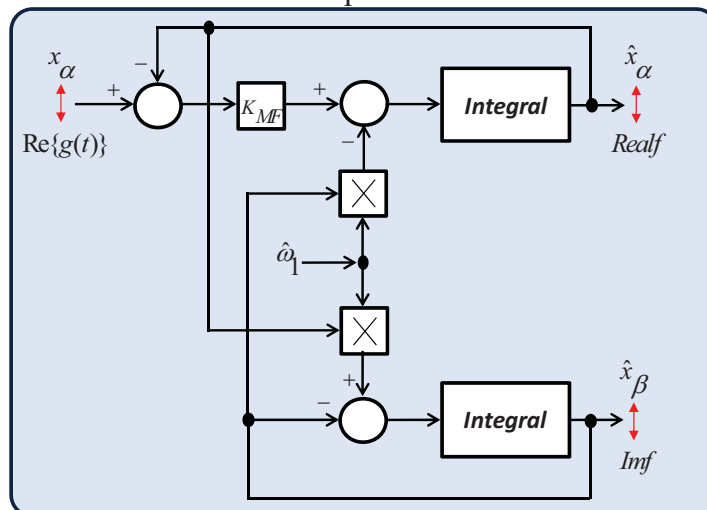 x_α
Re{g(t)}
+
−
K_MF
+
−
Integral
x̂_α
Realf
×
ω̂_1
×
+
−
Integral
x̂_β
Imf